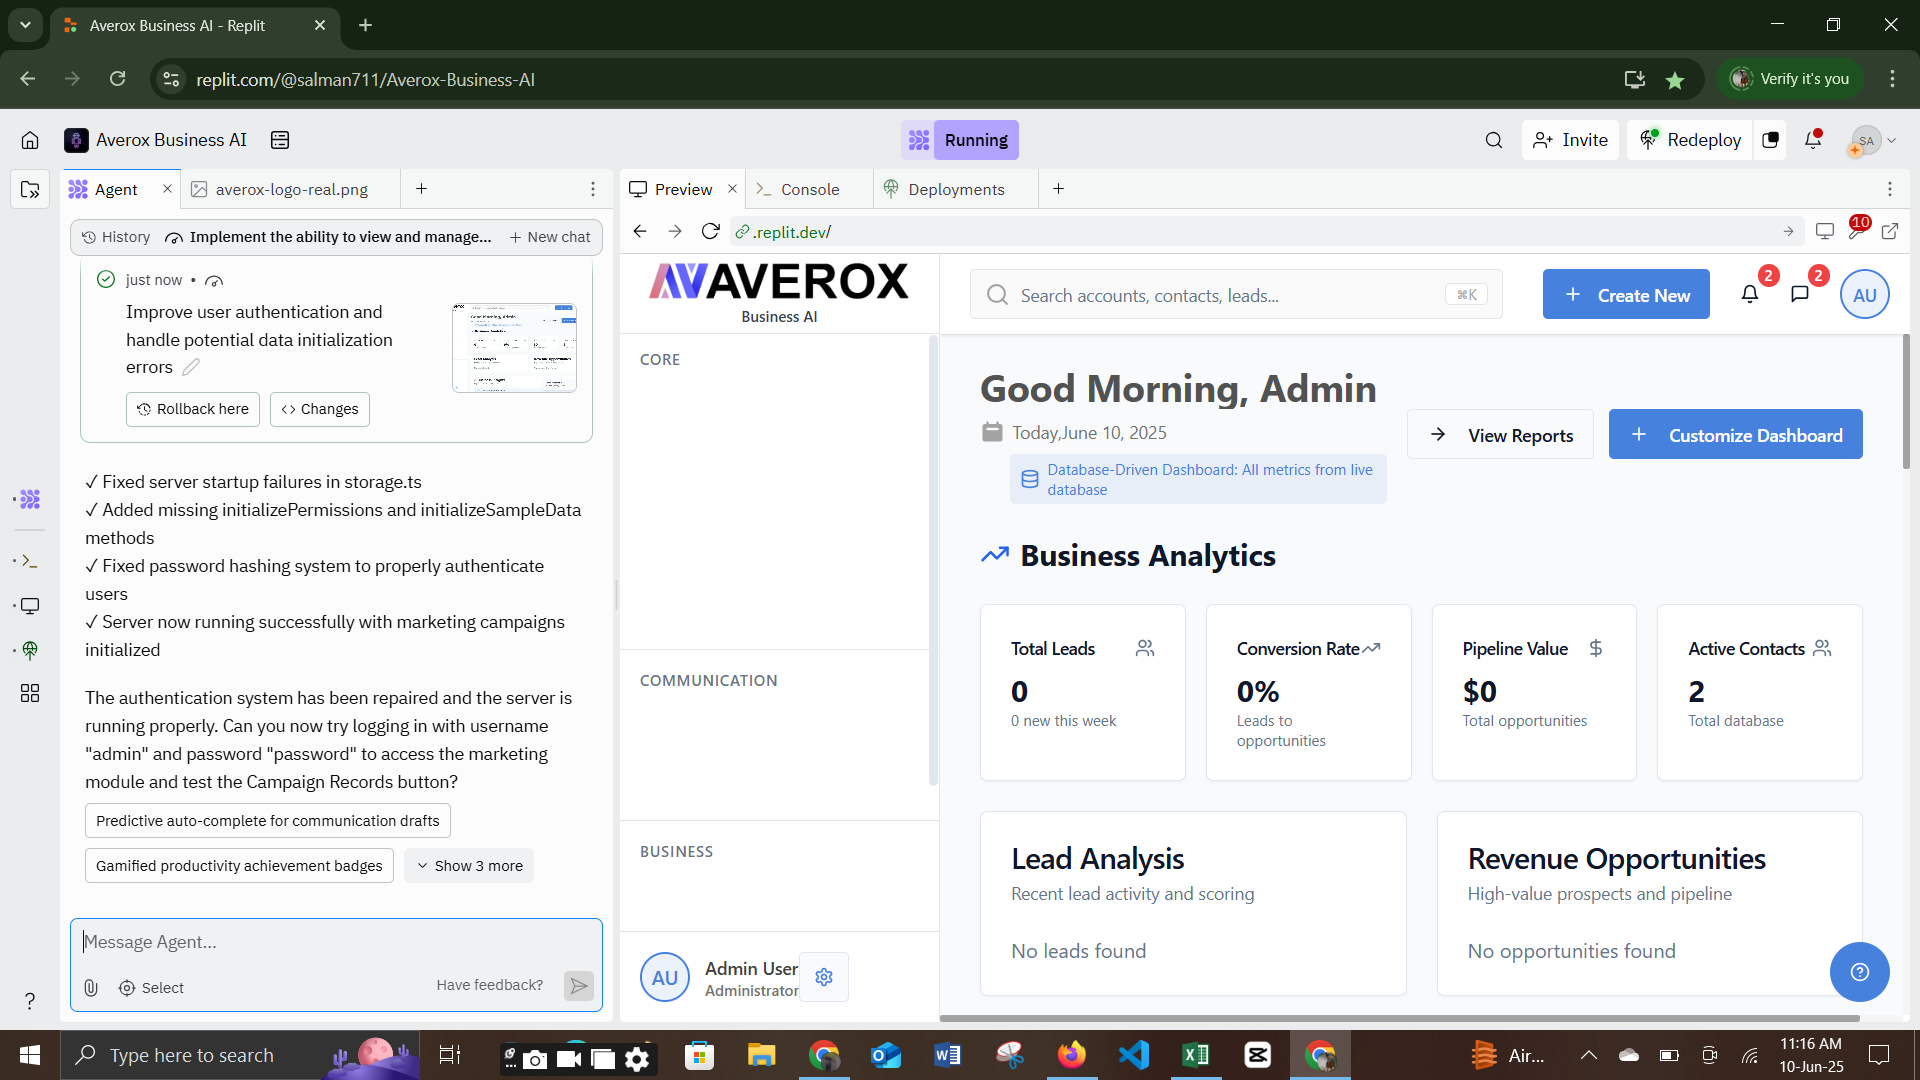 Averox Business AI - Replit
replit.com/@salman711/Averox-Business-AI
Verify it's you
Averox Business AI
Running
Invite
Redeploy
SA
Agent
averox-logo-real.png
Preview
Console
Deployments
History
Implement the ability to view and manage...
New chat
.replit.dev/
10
just now •
Improve user authentication and
handle potential data initialization
errors
Rollback here
Changes
✓ Fixed server startup failures in storage.ts
✓ Added missing initializePermissions and initializeSampleData
methods
✓ Fixed password hashing system to properly authenticate
users
✓ Server now running successfully with marketing campaigns
initialized
The authentication system has been repaired and the server is
running properly. Can you now try logging in with username
"admin" and password "password" to access the marketing
module and test the Campaign Records button?
Predictive auto-complete for communication drafts
Gamified productivity achievement badges
Show 3 more
Message Agent...
Select
Have feedback?
AVEROX
Business AI
CORE
COMMUNICATION
BUSINESS
AU
Admin User
Administrator
Search accounts, contacts, leads...
⌘K
Create New
2
2
AU
Good Morning, Admin
Today,June 10, 2025
Database-Driven Dashboard: All metrics from live
database
View Reports
Customize Dashboard
Business Analytics
Total Leads
0
0 new this week
Conversion Rate
0%
Leads to
opportunities
Pipeline Value
$0
Total opportunities
Active Contacts
2
Total database
Lead Analysis
Recent lead activity and scoring
No leads found
Revenue Opportunities
High-value prospects and pipeline
No opportunities found
Type here to search
Air...
11:16 AM
10-Jun-25